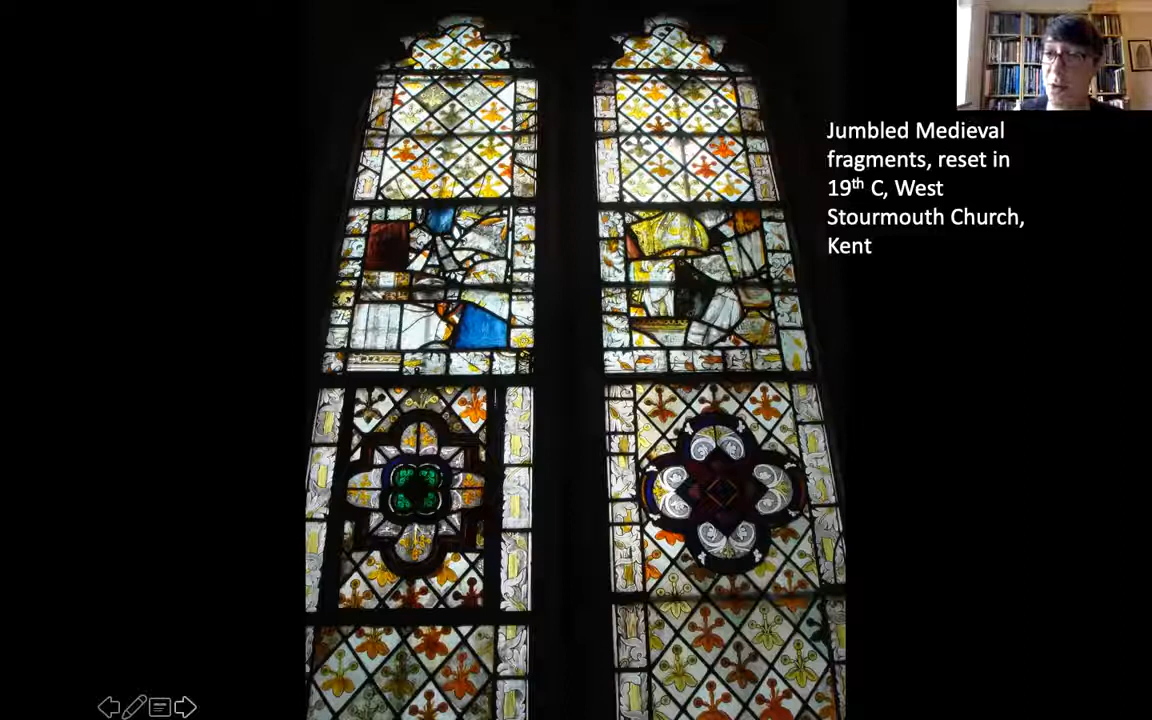 Jumbled Medieval
fragments, reset in
19th C, West
Stourmouth Church,
Kent